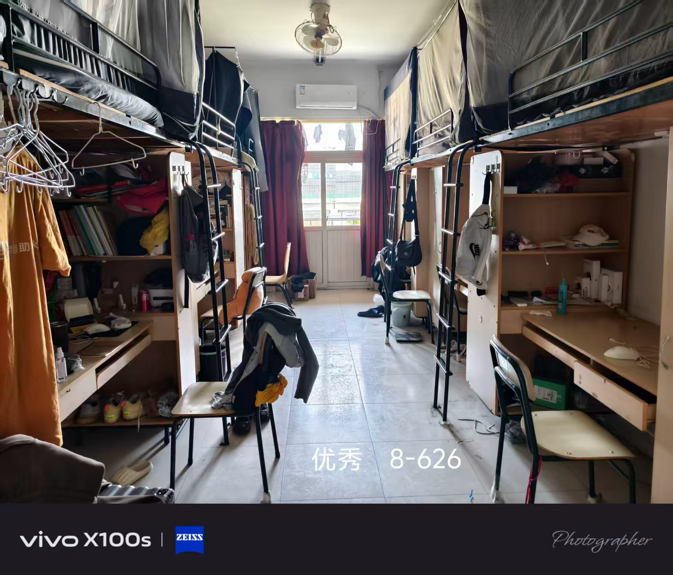 优秀 8-626
vivo X100s | ZEISS Photographer